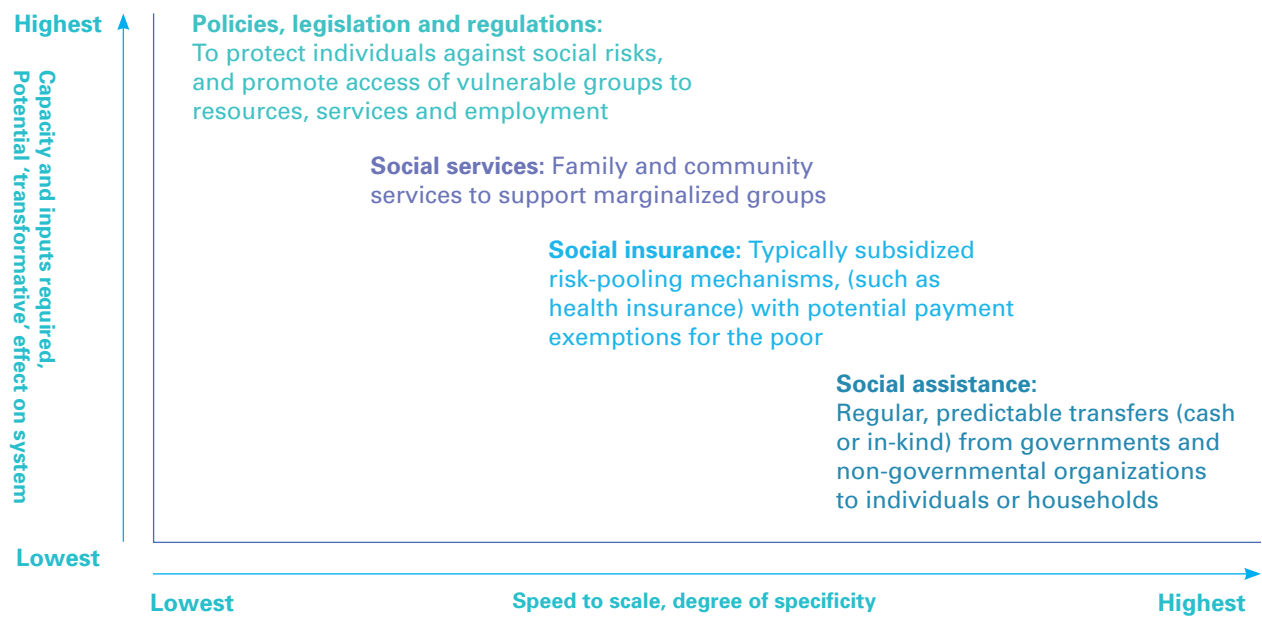 Highest
Capacity and inputs required,
Potential ‘transformative’ effect on system
Lowest
Policies, legislation and regulations:
To protect individuals against social risks,
and promote access of vulnerable groups to
resources, services and employment
Social services: Family and community
services to support marginalized groups
Social insurance: Typically subsidized
risk-pooling mechanisms, (such as
health insurance) with potential payment
exemptions for the poor
Social assistance:
Regular, predictable transfers (cash
or in-kind) from governments and
non-governmental organizations
to individuals or households
Lowest
Speed to scale, degree of specificity
Highest